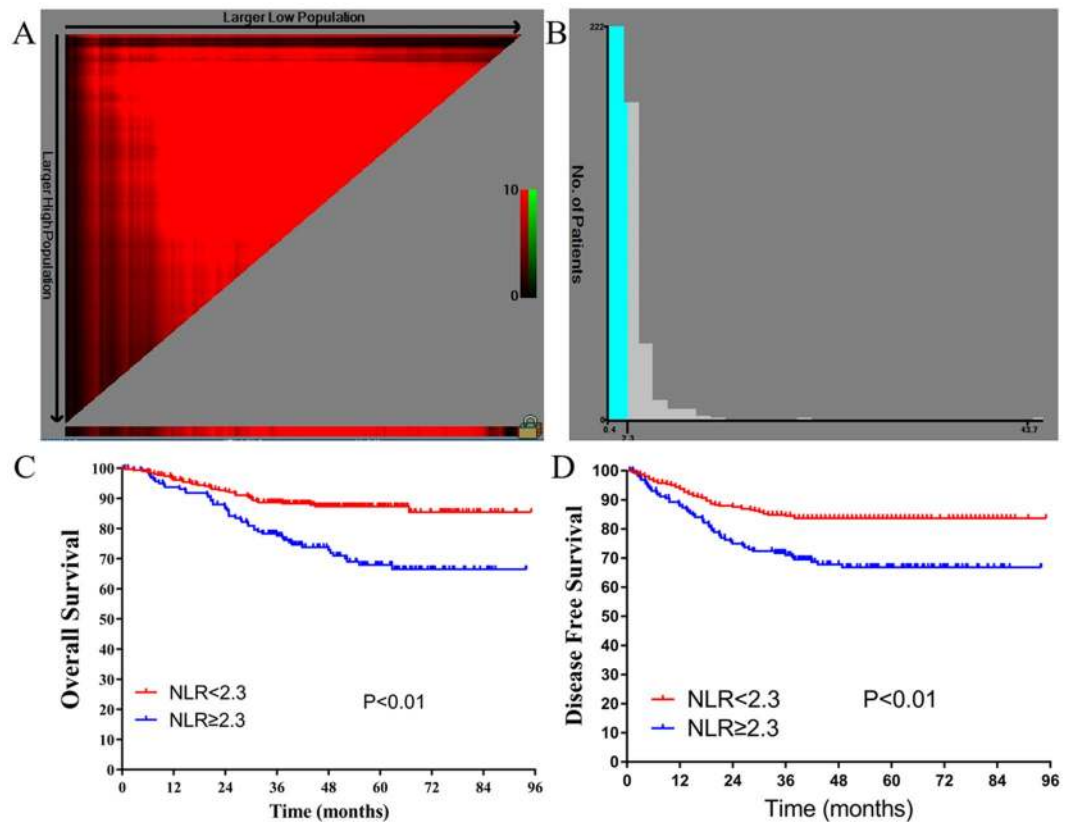 A
Larger Low Population
Larger High Population
10
0
B
222
No. of Patients
0
0.4
2.3
43.7
C
100
90
80
70
60
50
40
30
20
10
0
Overall Survival
NLR<2.3
NLR≥2.3
P<0.01
0 12 24 36 48 60 72 84 96
Time (months)
D
100
90
80
70
60
50
40
30
20
10
0
Disease Free Survival
NLR<2.3
NLR≥2.3
P<0.01
0 12 24 36 48 60 72 84 96
Time (months)